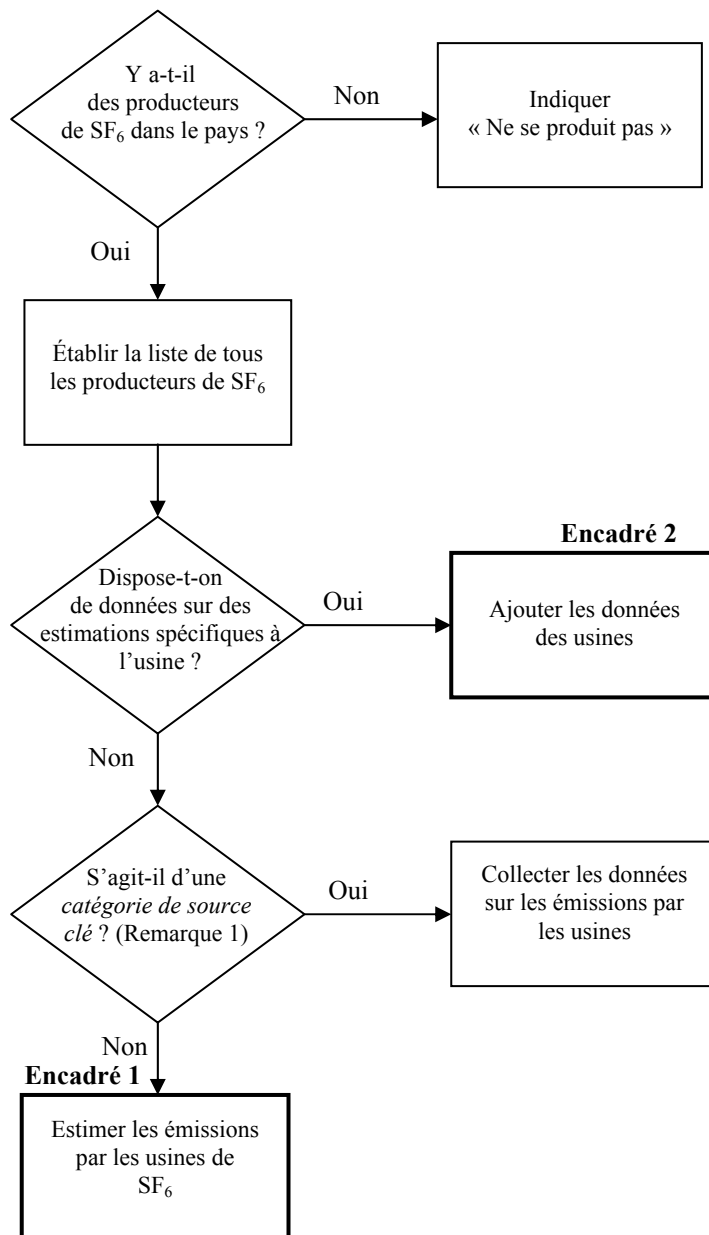 Y a-t-il
des producteurs
de SF₆ dans le pays ?
Non
Indiquer
« Ne se produit pas »
Oui
Établir la liste de tous
les producteurs de SF₆
Encadré 2
Dispose-t-on
de données sur des
estimations spécifiques à
l’usine ?
Oui
Ajouter les données
des usines
Non
S’agit-il d’une
catégorie de source
clé ? (Remarque 1)
Oui
Collecter les données
sur les émissions par
les usines
Non
Encadré 1
Estimer les émissions
par les usines de
SF₆